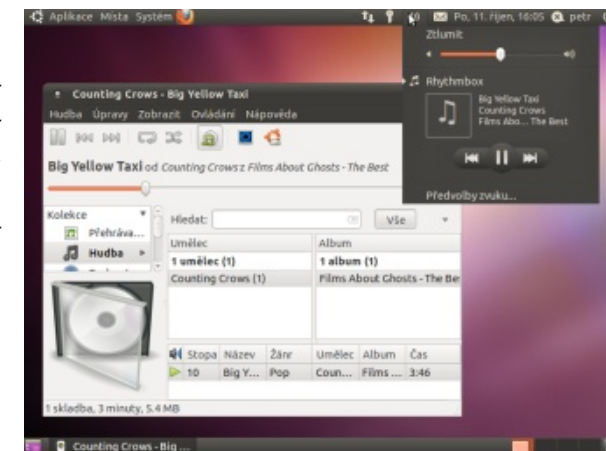 Aplikace Místa Systém
Po, 11. říjen, 16:05 petr
Ztlumit
Rhythmbox
Big Yellow Taxi
Counting Crows
Films Abo... The Best
Předvolby zvuku...
Counting Crows - Big Yellow Taxi
Hudba Úpravy Zobrazit Ovládání Nápověda
Big Yellow Taxi od Counting Crows z Films About Ghosts - The Best
Kolekce
Přehráva...
Hudba
Hledat:
Vše
Umělec
Album
1 umělec (1)
1 album (1)
Counting Crows (1)
Films About Ghosts - The Be
Stopa Název Žánr Umělec Album Čas
10 Big Y... Pop Coun... Films ... 3:46
1 skladba, 3 minuty, 5.4 MB
Counting Crows - Big ...